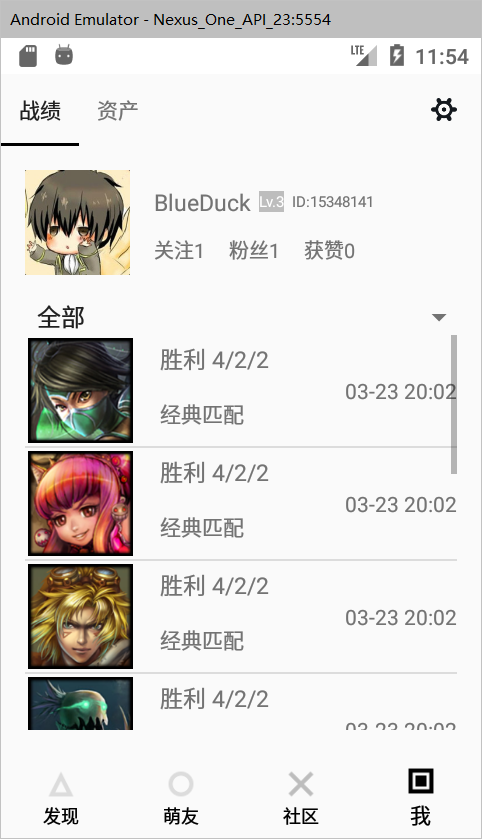 Android Emulator - Nexus_One_API_23:5554
LTE 11:54
战绩 资产
BlueDuck Lv.3 ID:15348141
关注1 粉丝1 获赞0
全部
胜利 4/2/2
03-23 20:02
经典匹配
胜利 4/2/2
03-23 20:02
经典匹配
胜利 4/2/2
03-23 20:02
经典匹配
胜利 4/2/2
03-23 20:02
发现 萌友 社区 我